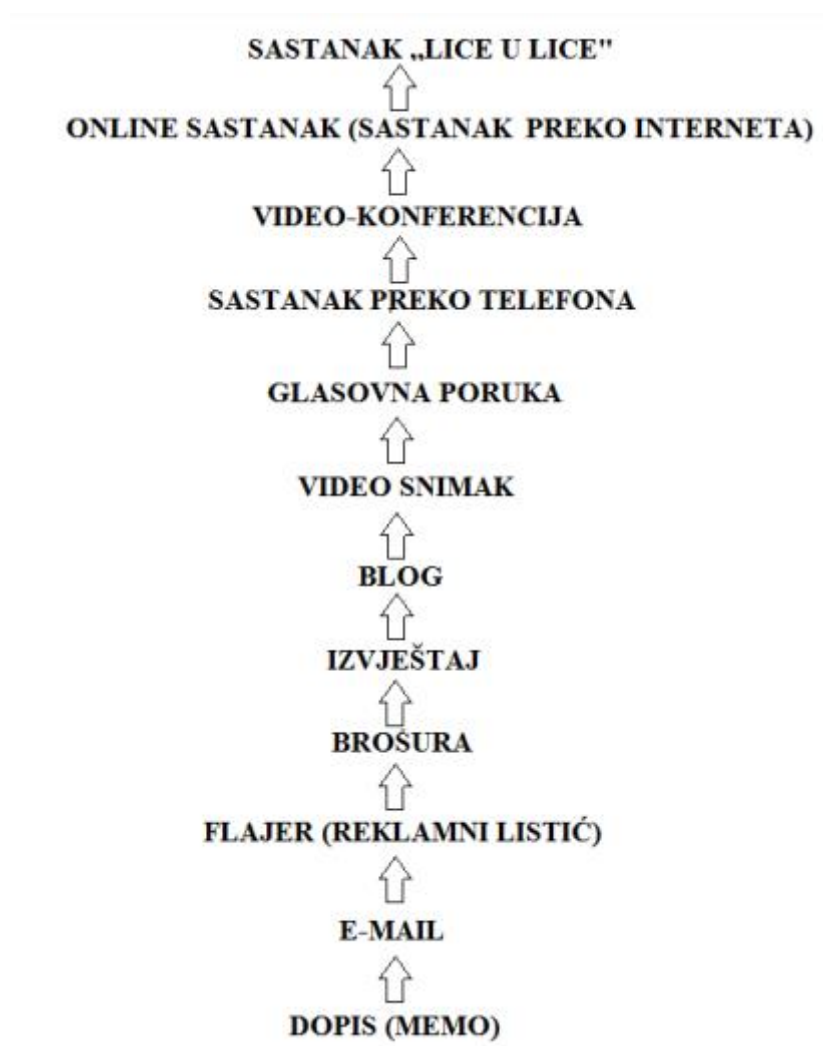 SASTANAK „LICE U LICE"
ONLINE SASTANAK (SASTANAK PREKO INTERNETA)
VIDEO-KONFERENCIJA
SASTANAK PREKO TELEFONA
GLASOVNA PORUKA
VIDEO SNIMAK
BLOG
IZVJEŠTAJ
BROŠURA
FLAJER (REKLAMNI LISTIĆ)
E-MAIL
DOPIS (MEMO)